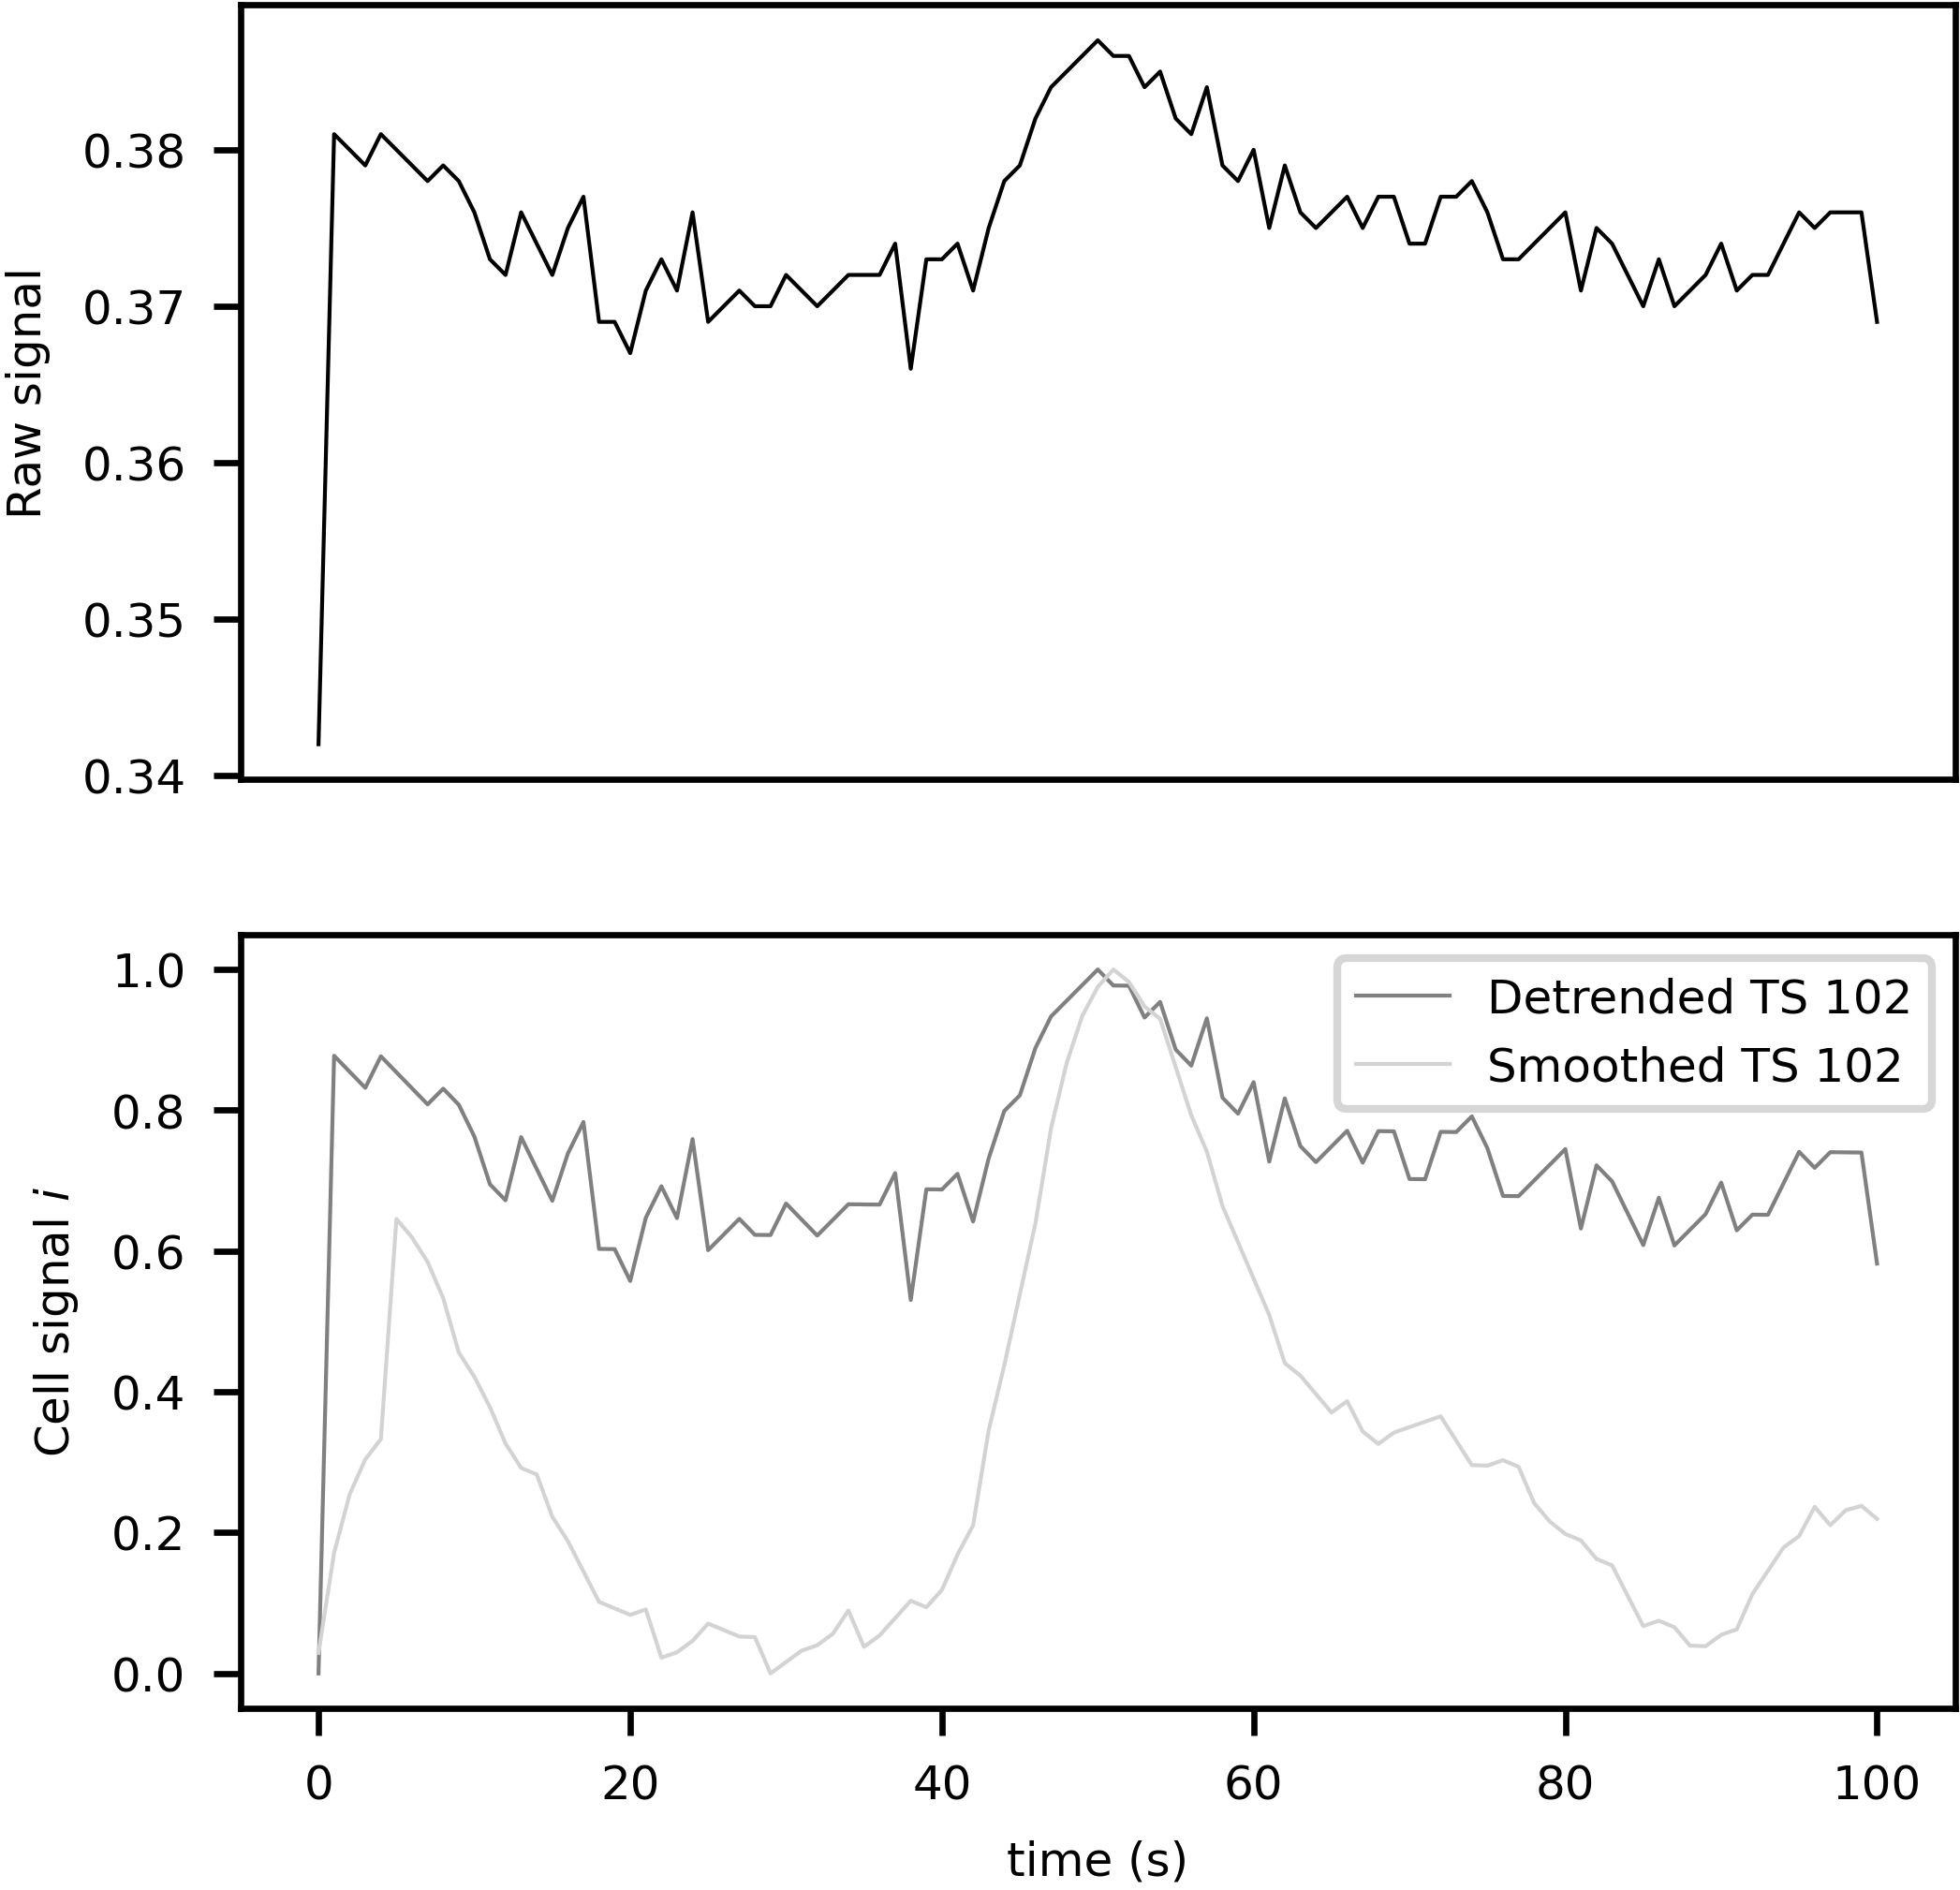 Raw signal
0.38
0.37
0.36
0.35
0.34
Cell signal i
1.0
0.8
0.6
0.4
0.2
0.0
Detrended TS 102
Smoothed TS 102
0 20 40 60 80 100
time (s)